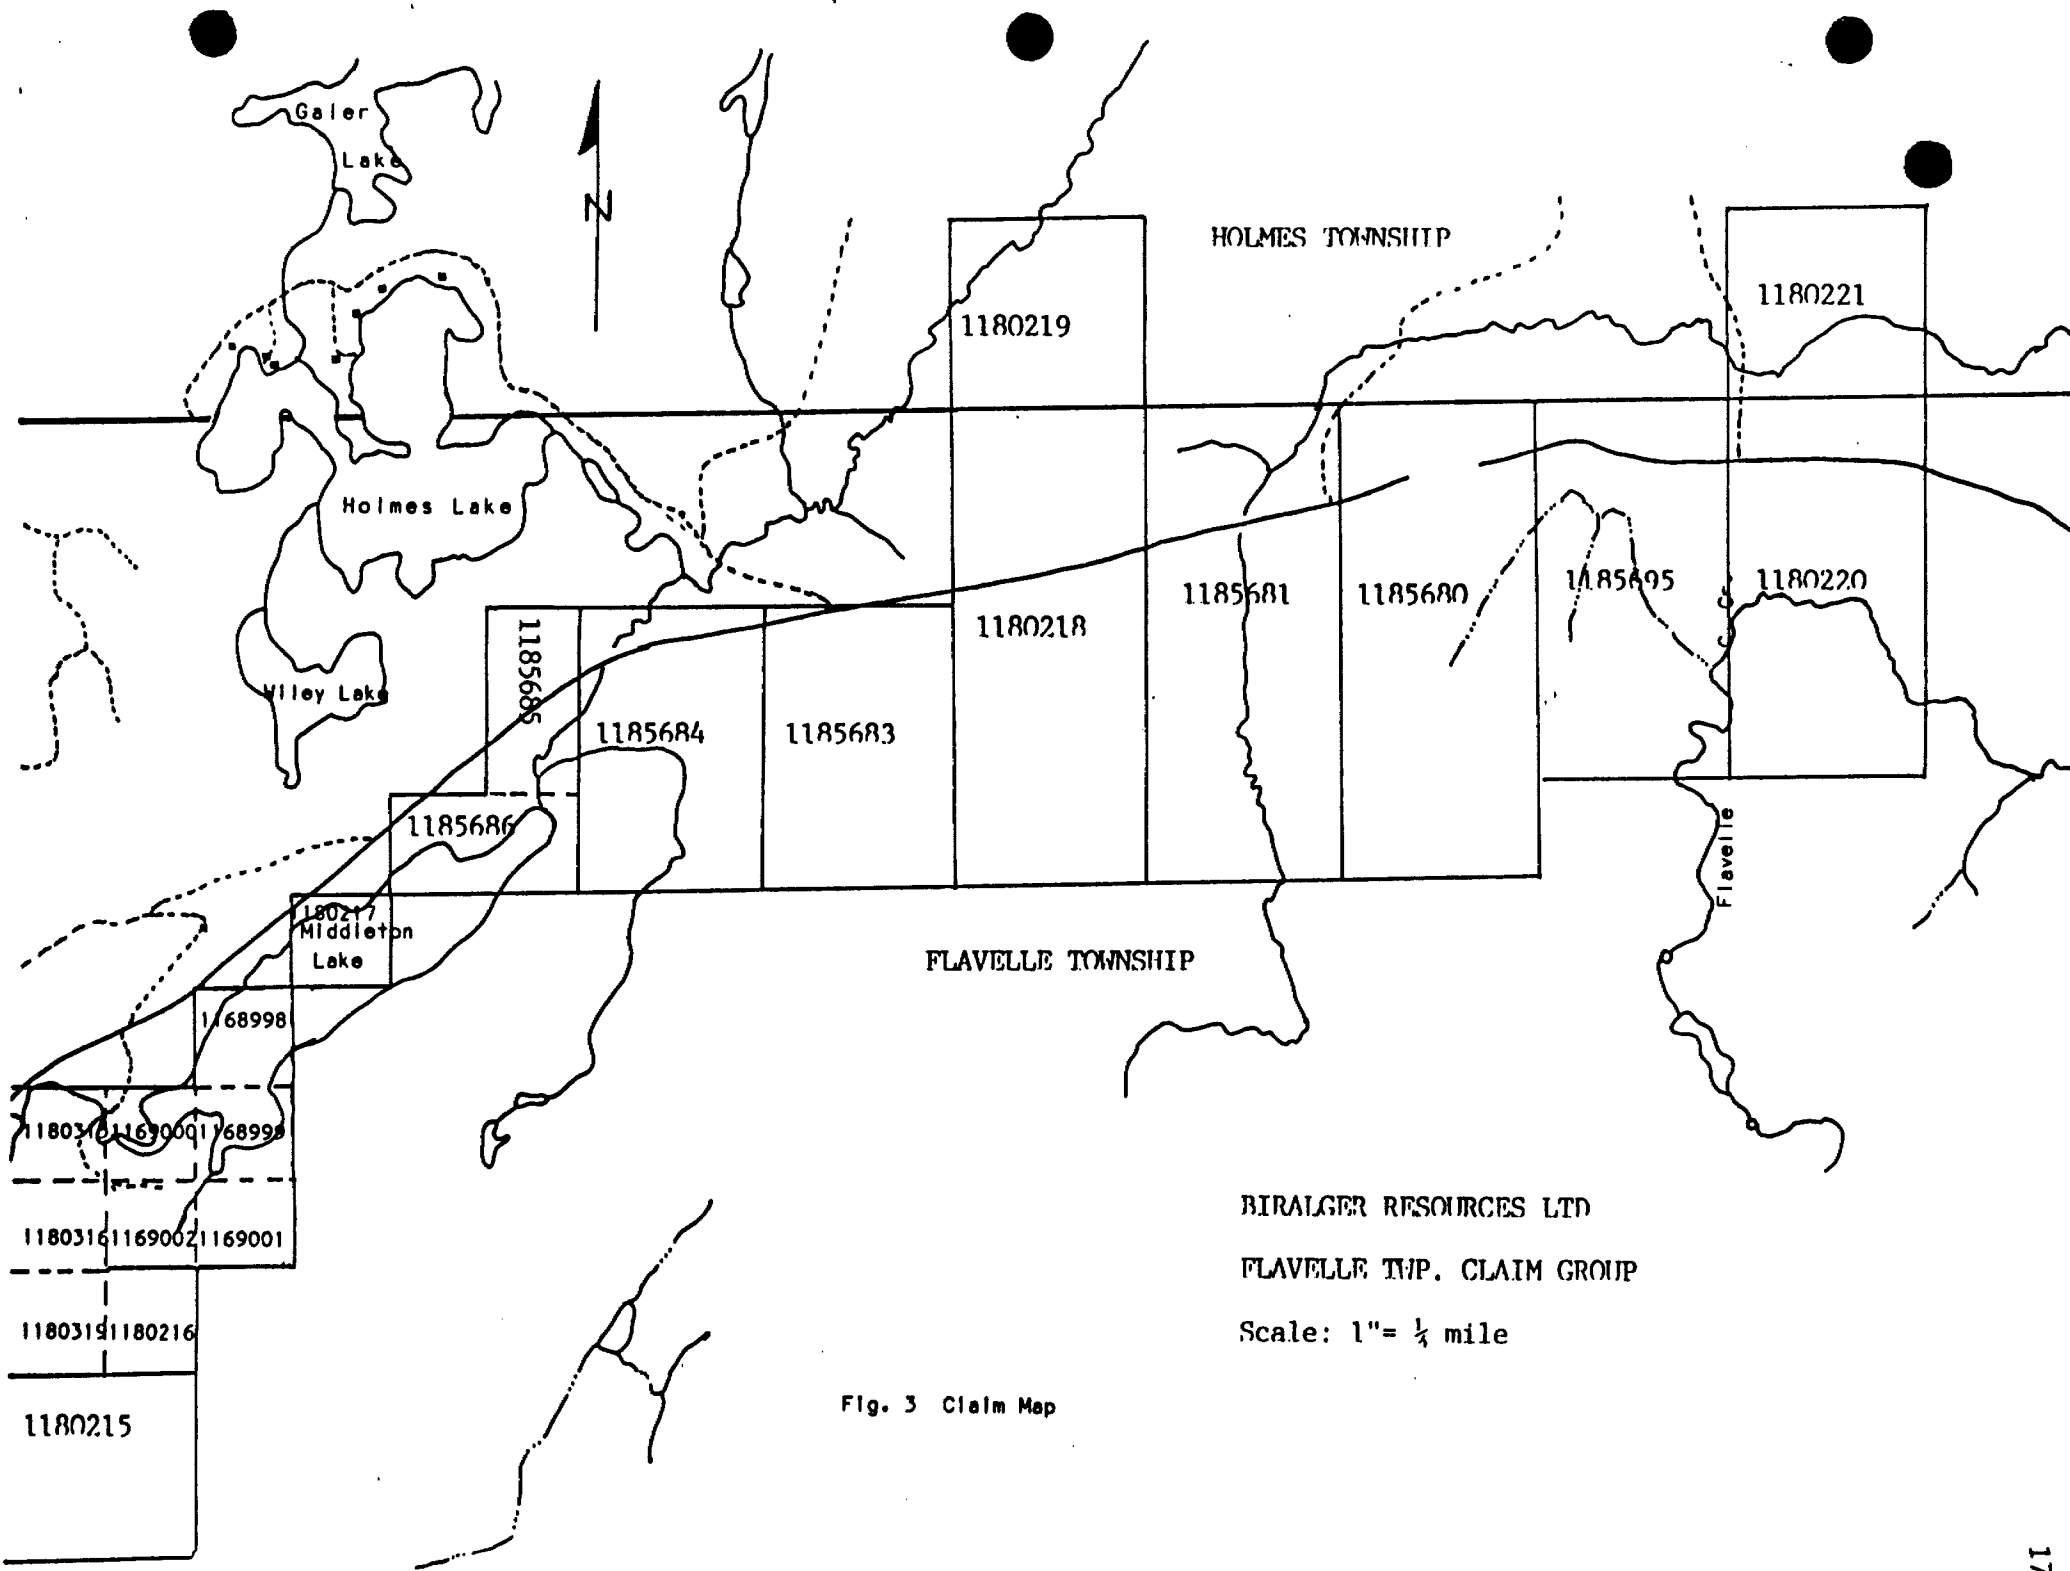 Galer
Lake
N
HOLMES TOWNSHIP
1180221
1180219
Holmes Lake
1185681
1185680
1185695
1180220
1180218
1185685
Wiley Lake
1185684
1185683
1185686
Flavelle
1180217
Middleton
Lake
FLAVELLE TOWNSHIP
1168998
1169000
1168999
1180316
1169002
1169001
1180319
1180216
1180215
BIRALGER RESOURCES LTD
FLAVELLE TWP. CLAIM GROUP
Scale: 1"= ¼ mile
Fig. 3 Claim Map
17